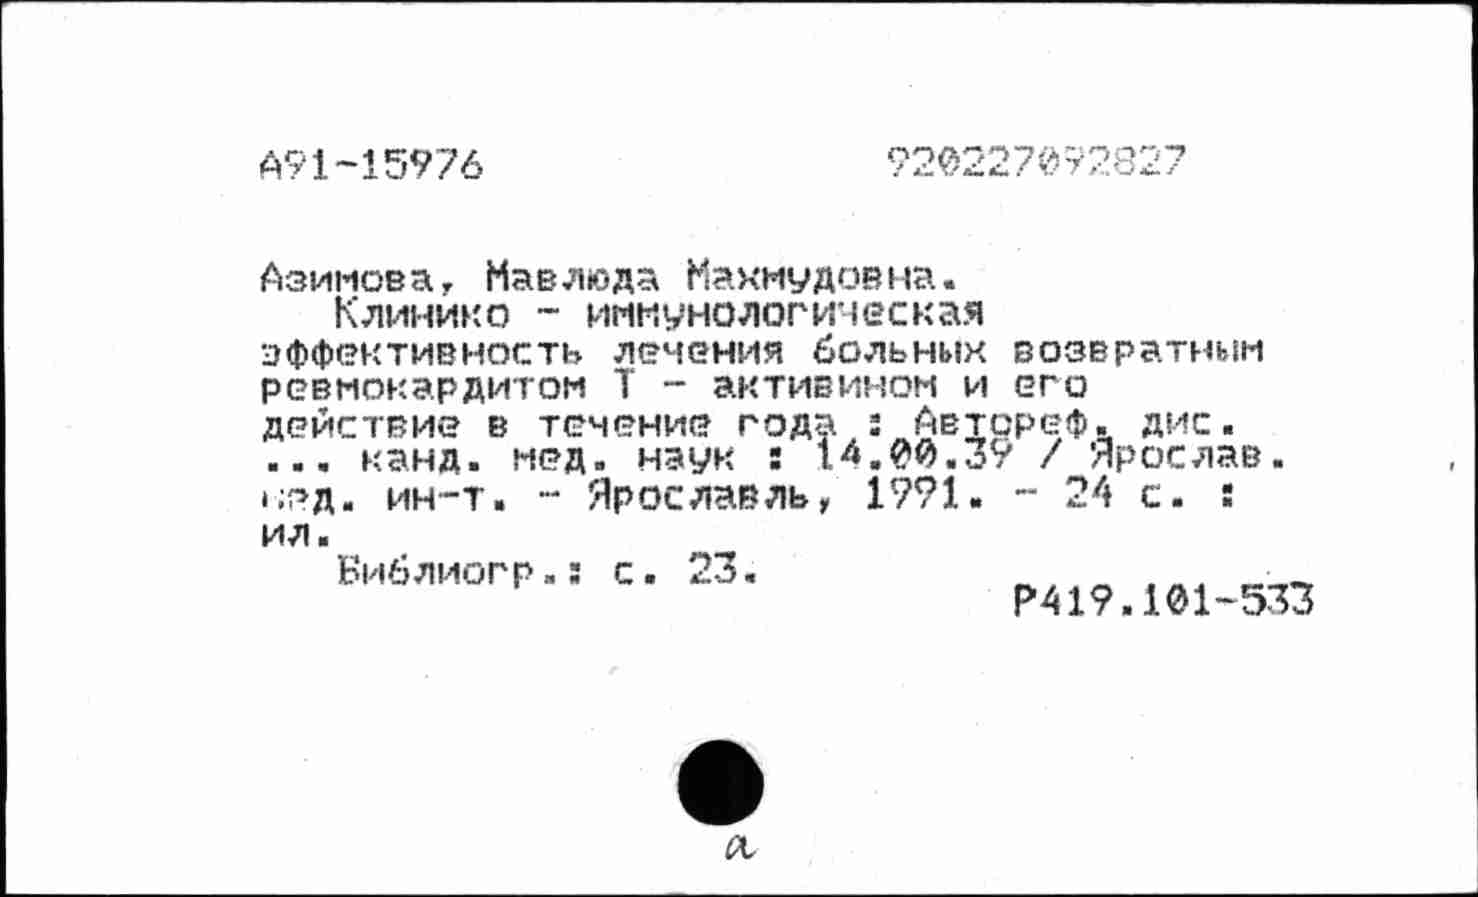 А91-15976 920227092827
Азимова, Мавлюда Махмудовна.
Клинико - иммунологическая
эффективность лечения больных возвратным
ревмокардитом Т - активином и его
действие в течение года : Автореф. дис.
... канд. мед. наук : 14.00.39 / Ярослав.
мед. ин-т. - Ярославль, 1991. - 24 с. :
ил.
Библиогр.: с. 23.
Р419.101-533
а